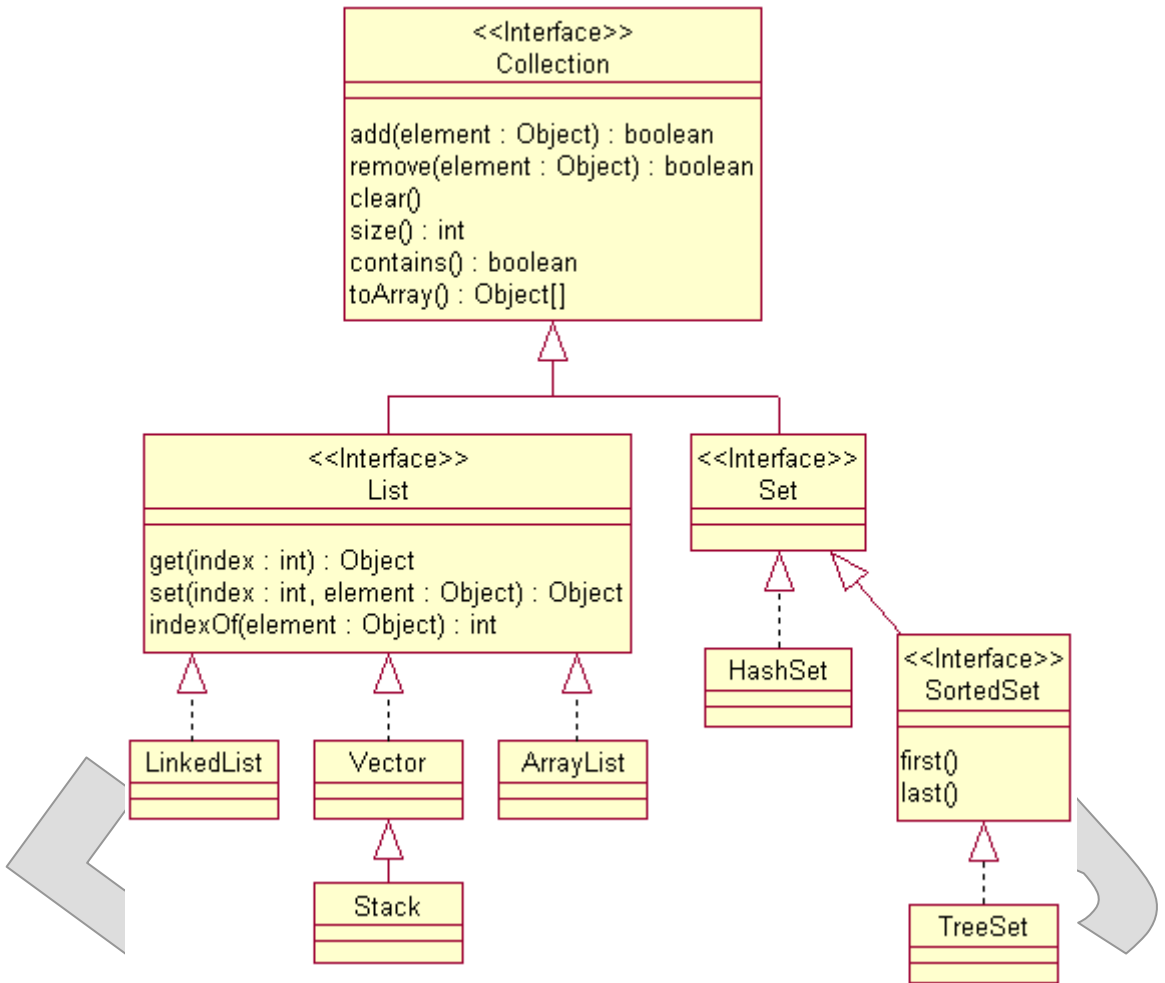 <<Interface>>
Collection
add(element : Object) : boolean
remove(element : Object) : boolean
clear()
size() : int
contains() : boolean
toArray() : Object[]
<<Interface>>
List
get(index : int) : Object
set(index : int, element : Object) : Object
indexOf(element : Object) : int
<<Interface>>
Set
HashSet
<<Interface>>
SortedSet
first()
last()
LinkedList
Vector
ArrayList
Stack
TreeSet